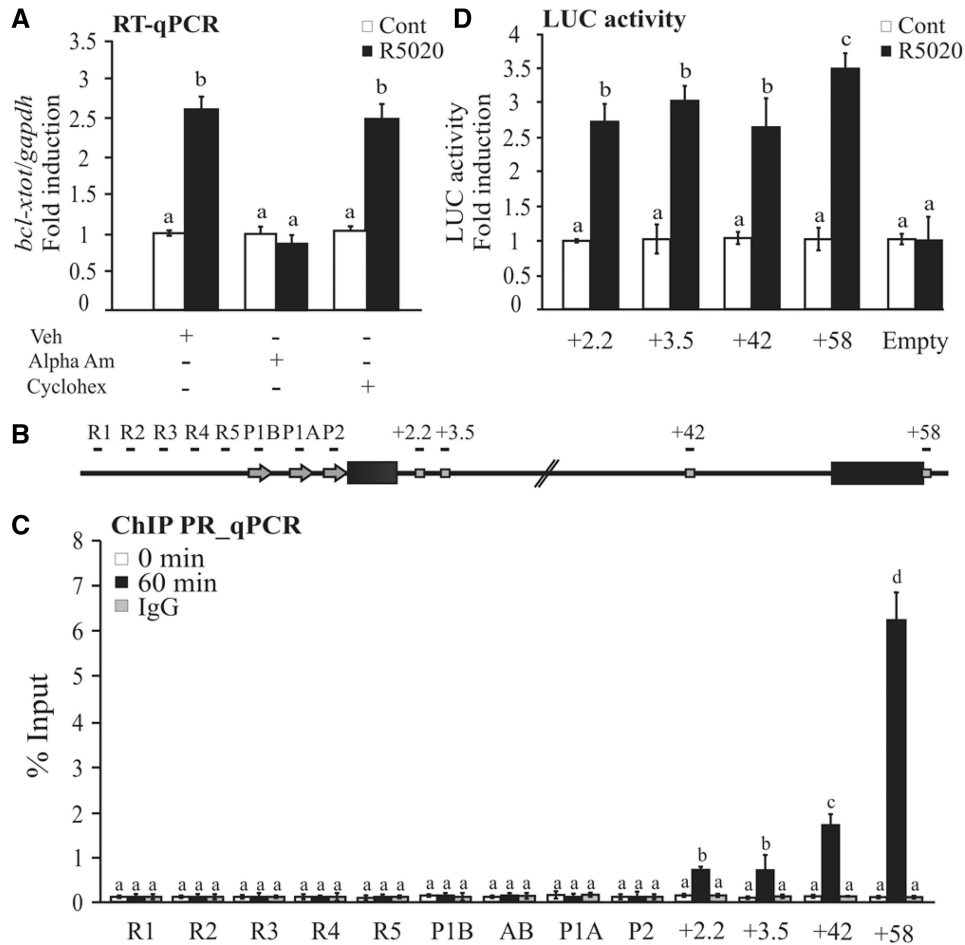 A
RT-qPCR
Cont
R5020
bcl-xtot/gapdh
Fold induction
3.5
3
2.5
2
1.5
1
0.5
0
a
b
a
a
a
b
Veh + - -
Alpha Am - + -
Cyclohex - - +
D
LUC activity
Cont
R5020
LUC activity
Fold induction
4
3.5
3
2.5
2
1.5
1
0.5
0
a
b
a
b
a
b
a
c
a
a
+2.2 +3.5 +42 +58 Empty
B
R1 R2 R3 R4 R5 P1B P1A P2 +2.2 +3.5 +42 +58
C
ChIP PR_qPCR
0 min
60 min
IgG
% Input
8
7
6
5
4
3
2
1
0
a a a a a a a a a a a a a a a a a a a a a a a a a a a a b a a b a a c a a d a
R1 R2 R3 R4 R5 P1B AB P1A P2 +2.2 +3.5 +42 +58